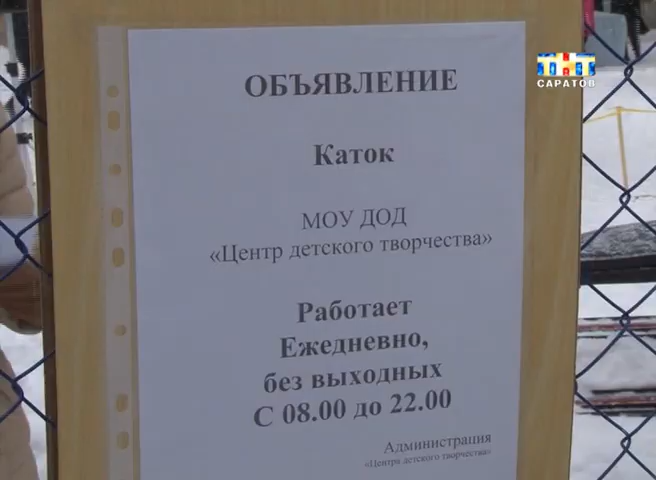 ОБЪЯВЛЕНИЕ
Каток
МОУ ДОД
«Центр детского творчества»
Работает
Ежедневно,
без выходных
С 08.00 до 22.00
Администрация
«Центра детского творчества»
ТНТ
САРАТОВ